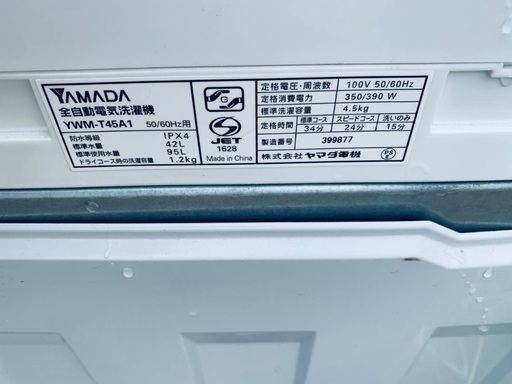 YAMADA
全自動電気洗濯機
YWM-T45A1 50/60Hz用
防水等級 IPX4
標準水量 42L
標準使用水量 95L
ドライコース時の洗濯容量 1.2kg
S
JET
1628
Made in China
定格電圧・周波数 100V 50/60Hz
定格消費電力 350/390 W
標準洗濯容量 4.5kg
定格時間 標準コース スピードコース 洗いのみ
34分 24分 15分
製造番号 399877
株式会社 ヤマダ電機
PS
E